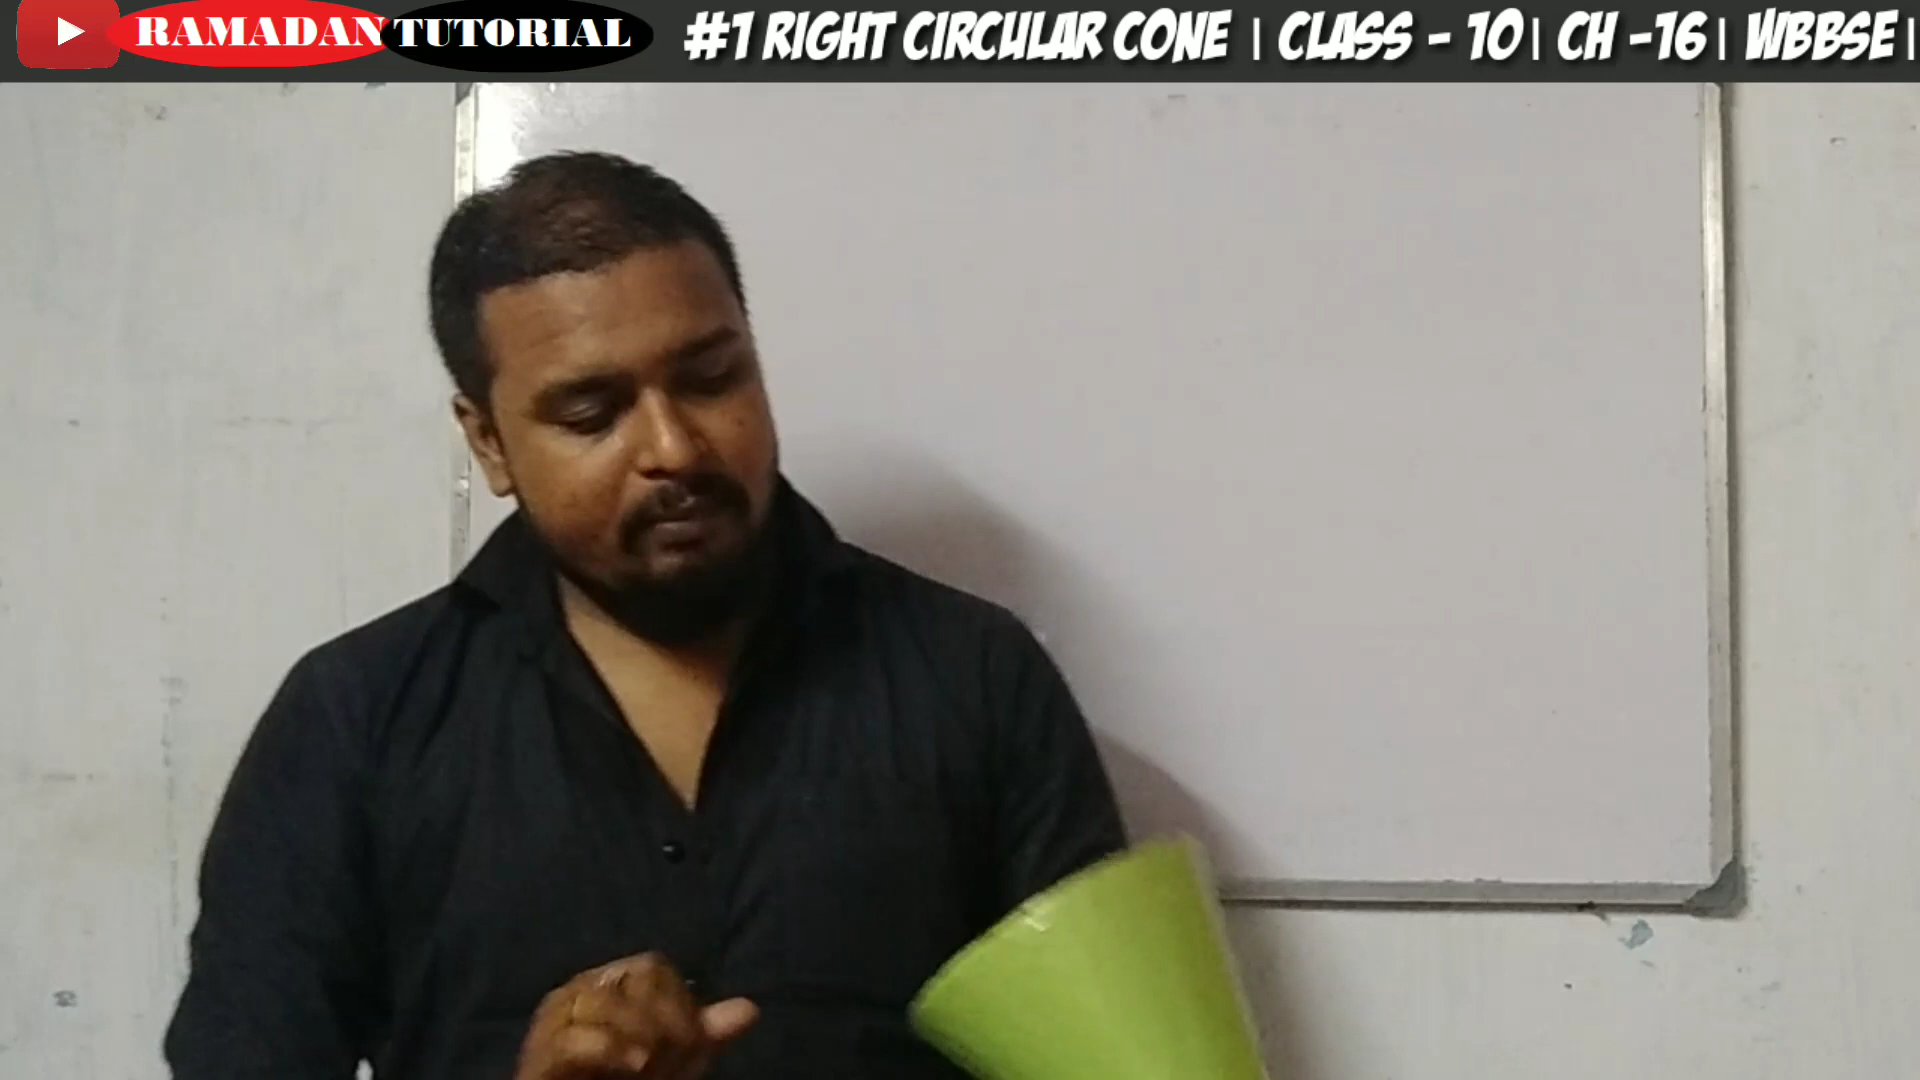 RAMADAN TUTORIAL #1 RIGHT CIRCULAR CONE | CLASS - 10 | CH -16 | WBBSE |